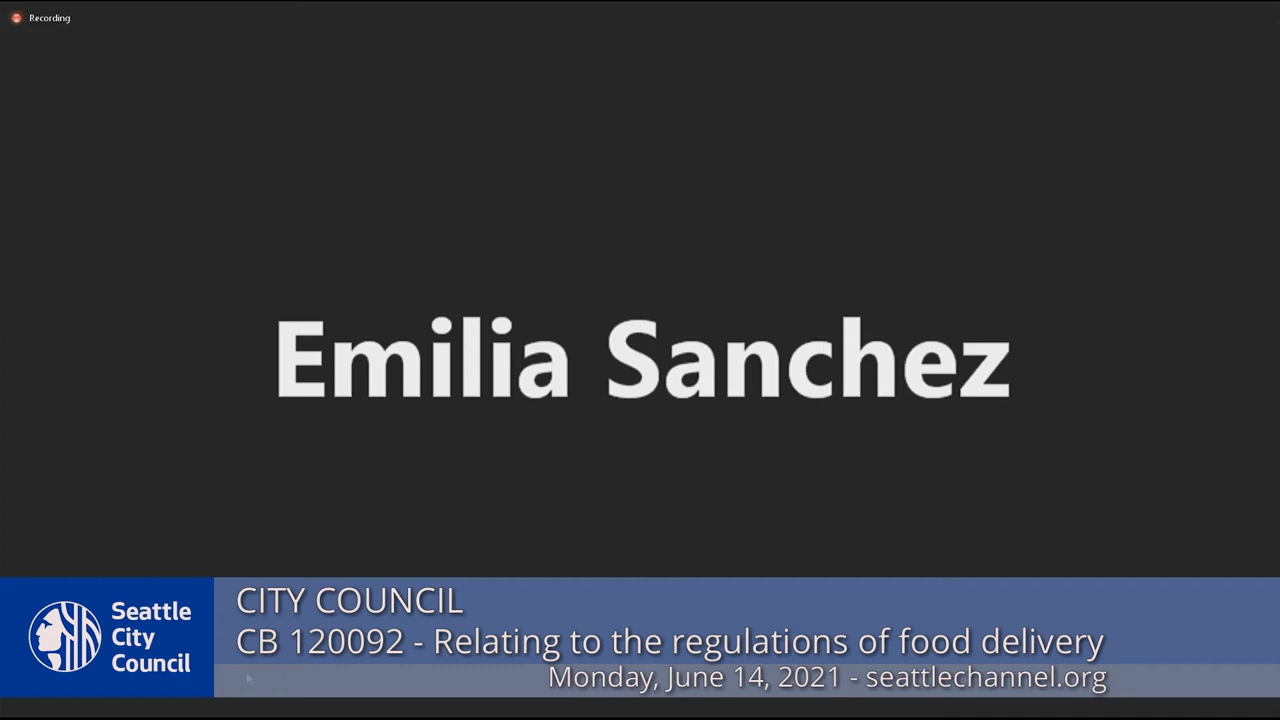 Recording
Emilia Sanchez
Seattle
City
Council
CITY COUNCIL
CB 120092 - Relating to the regulations of food delivery
Monday, June 14, 2021 - seattlechannel.org